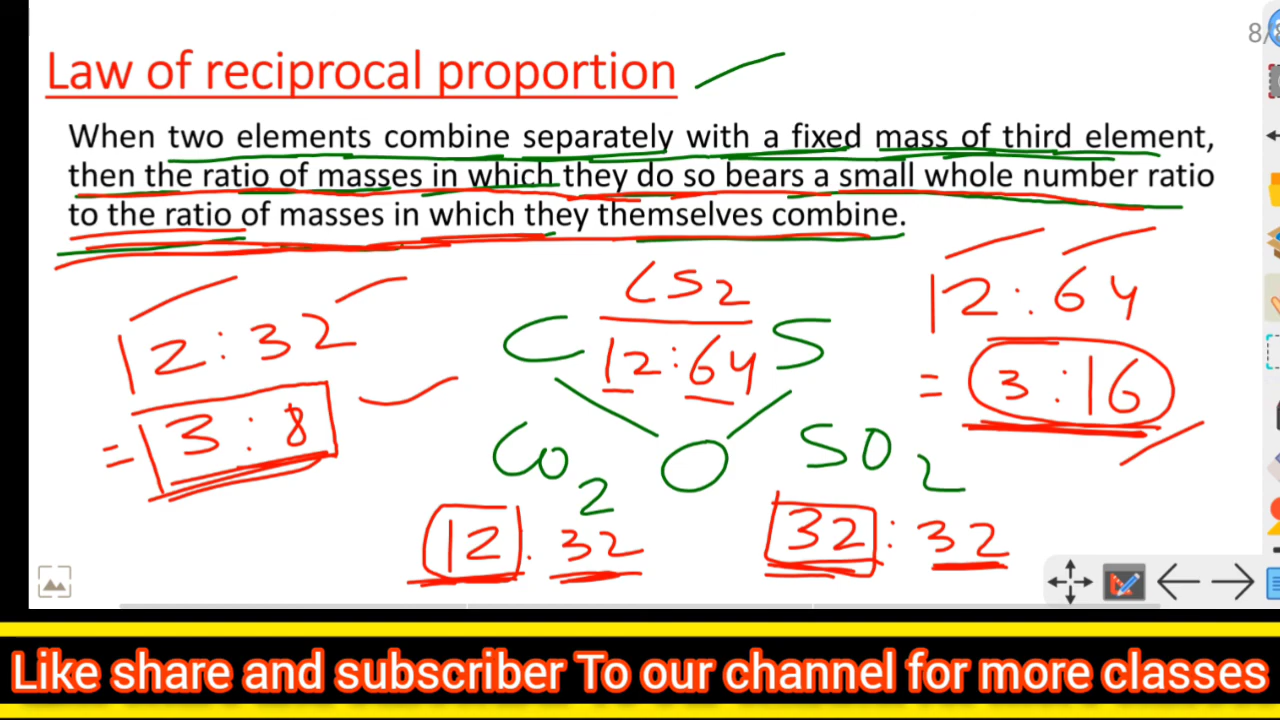 8/
Law of reciprocal proportion
When two elements combine separately with a fixed mass of third element,
then the ratio of masses in which they do so bears a small whole number ratio
to the ratio of masses in which they themselves combine.
12:32
= 3:8
CS2
C 12:64 S
CO2 O SO2
12:32
32:32
12:64
= 3:16
Like share and subscriber To our channel for more classes